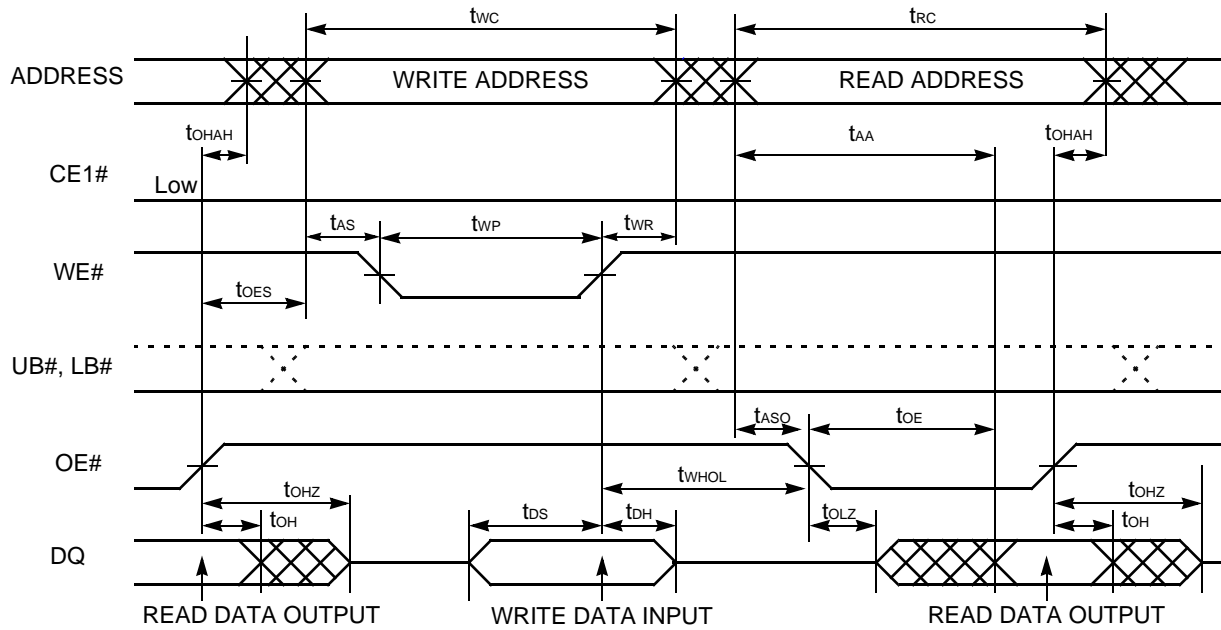 tWC
tRC
ADDRESS
WRITE ADDRESS
READ ADDRESS
tOHAH
tAA
tOHAH
CE1#
Low
tAS
tWP
tWR
WE#
tOES
UB#, LB#
tASO
tOE
OE#
tWHOL
tOHZ
tOHZ
tOH
tDS
tDH
tOLZ
tOH
DQ
READ DATA OUTPUT
WRITE DATA INPUT
READ DATA OUTPUT